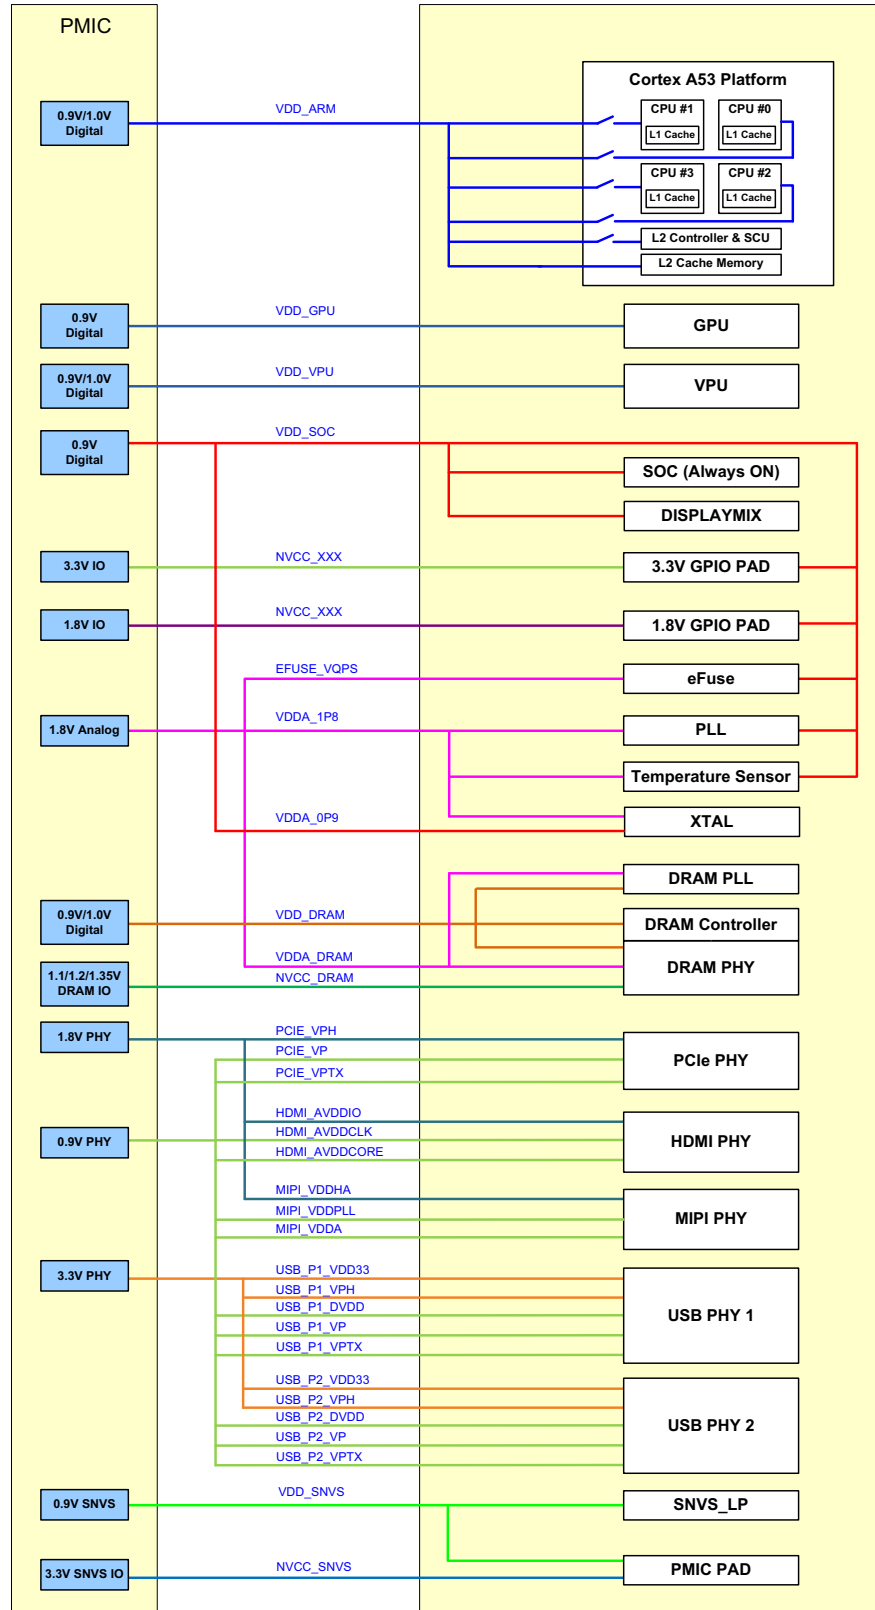 PMIC
Cortex A53 Platform
0.9V/1.0V
Digital
VDD_ARM
CPU #1
CPU #0
L1 Cache
L1 Cache
CPU #3
CPU #2
L1 Cache
L1 Cache
L2 Controller & SCU
L2 Cache Memory
0.9V
Digital
VDD_GPU
GPU
0.9V/1.0V
Digital
VDD_VPU
VPU
0.9V
Digital
VDD_SOC
SOC (Always ON)
DISPLAYMIX
3.3V IO
NVCC_XXX
3.3V GPIO PAD
1.8V IO
NVCC_XXX
1.8V GPIO PAD
EFUSE_VQPS
eFuse
1.8V Analog
VDDA_1P8
PLL
Temperature Sensor
VDDA_0P9
XTAL
DRAM PLL
0.9V/1.0V
Digital
VDD_DRAM
DRAM Controller
VDDA_DRAM
DRAM PHY
1.1/1.2/1.35V
DRAM IO
NVCC_DRAM
1.8V PHY
PCIE_VPH
PCIE_VP
PCIE_VPTX
PCIe PHY
HDMI_AVDDIO
0.9V PHY
HDMI_AVDDCLK
HDMI_AVDDCORE
HDMI PHY
MIPI_VDDHA
MIPI_VDDPLL
MIPI_VDDA
MIPI PHY
3.3V PHY
USB_P1_VDD33
USB_P1_VPH
USB_P1_DVDD
USB_P1_VP
USB_P1_VPTX
USB PHY 1
USB_P2_VDD33
USB_P2_VPH
USB_P2_DVDD
USB_P2_VP
USB_P2_VPTX
USB PHY 2
0.9V SNVS
VDD_SNVS
SNVS_LP
3.3V SNVS IO
NVCC_SNVS
PMIC PAD